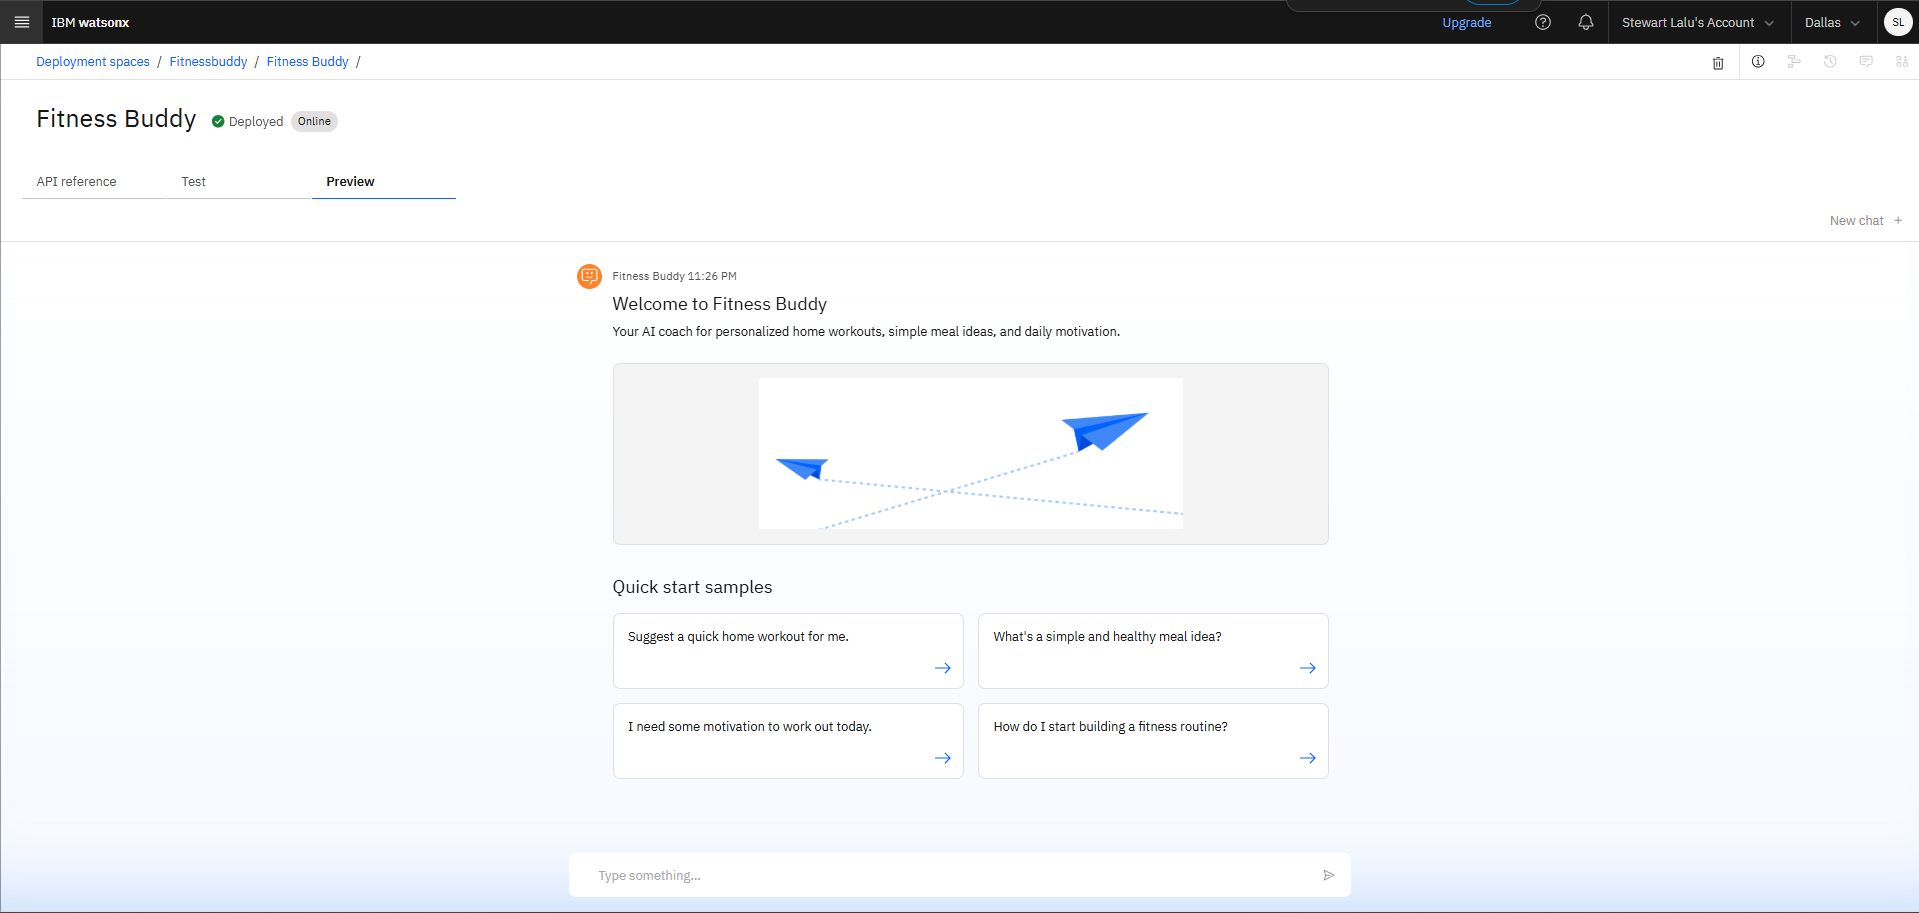 IBM watsonx
Upgrade
Stewart Lalu's Account
Dallas
SL
Deployment spaces / Fitnessbuddy / Fitness Buddy /
Fitness Buddy
Deployed
Online
API reference
Test
Preview
New chat +
Fitness Buddy 11:26 PM
Welcome to Fitness Buddy
Your AI coach for personalized home workouts, simple meal ideas, and daily motivation.
Quick start samples
Suggest a quick home workout for me.
What's a simple and healthy meal idea?
I need some motivation to work out today.
How do I start building a fitness routine?
Type something...